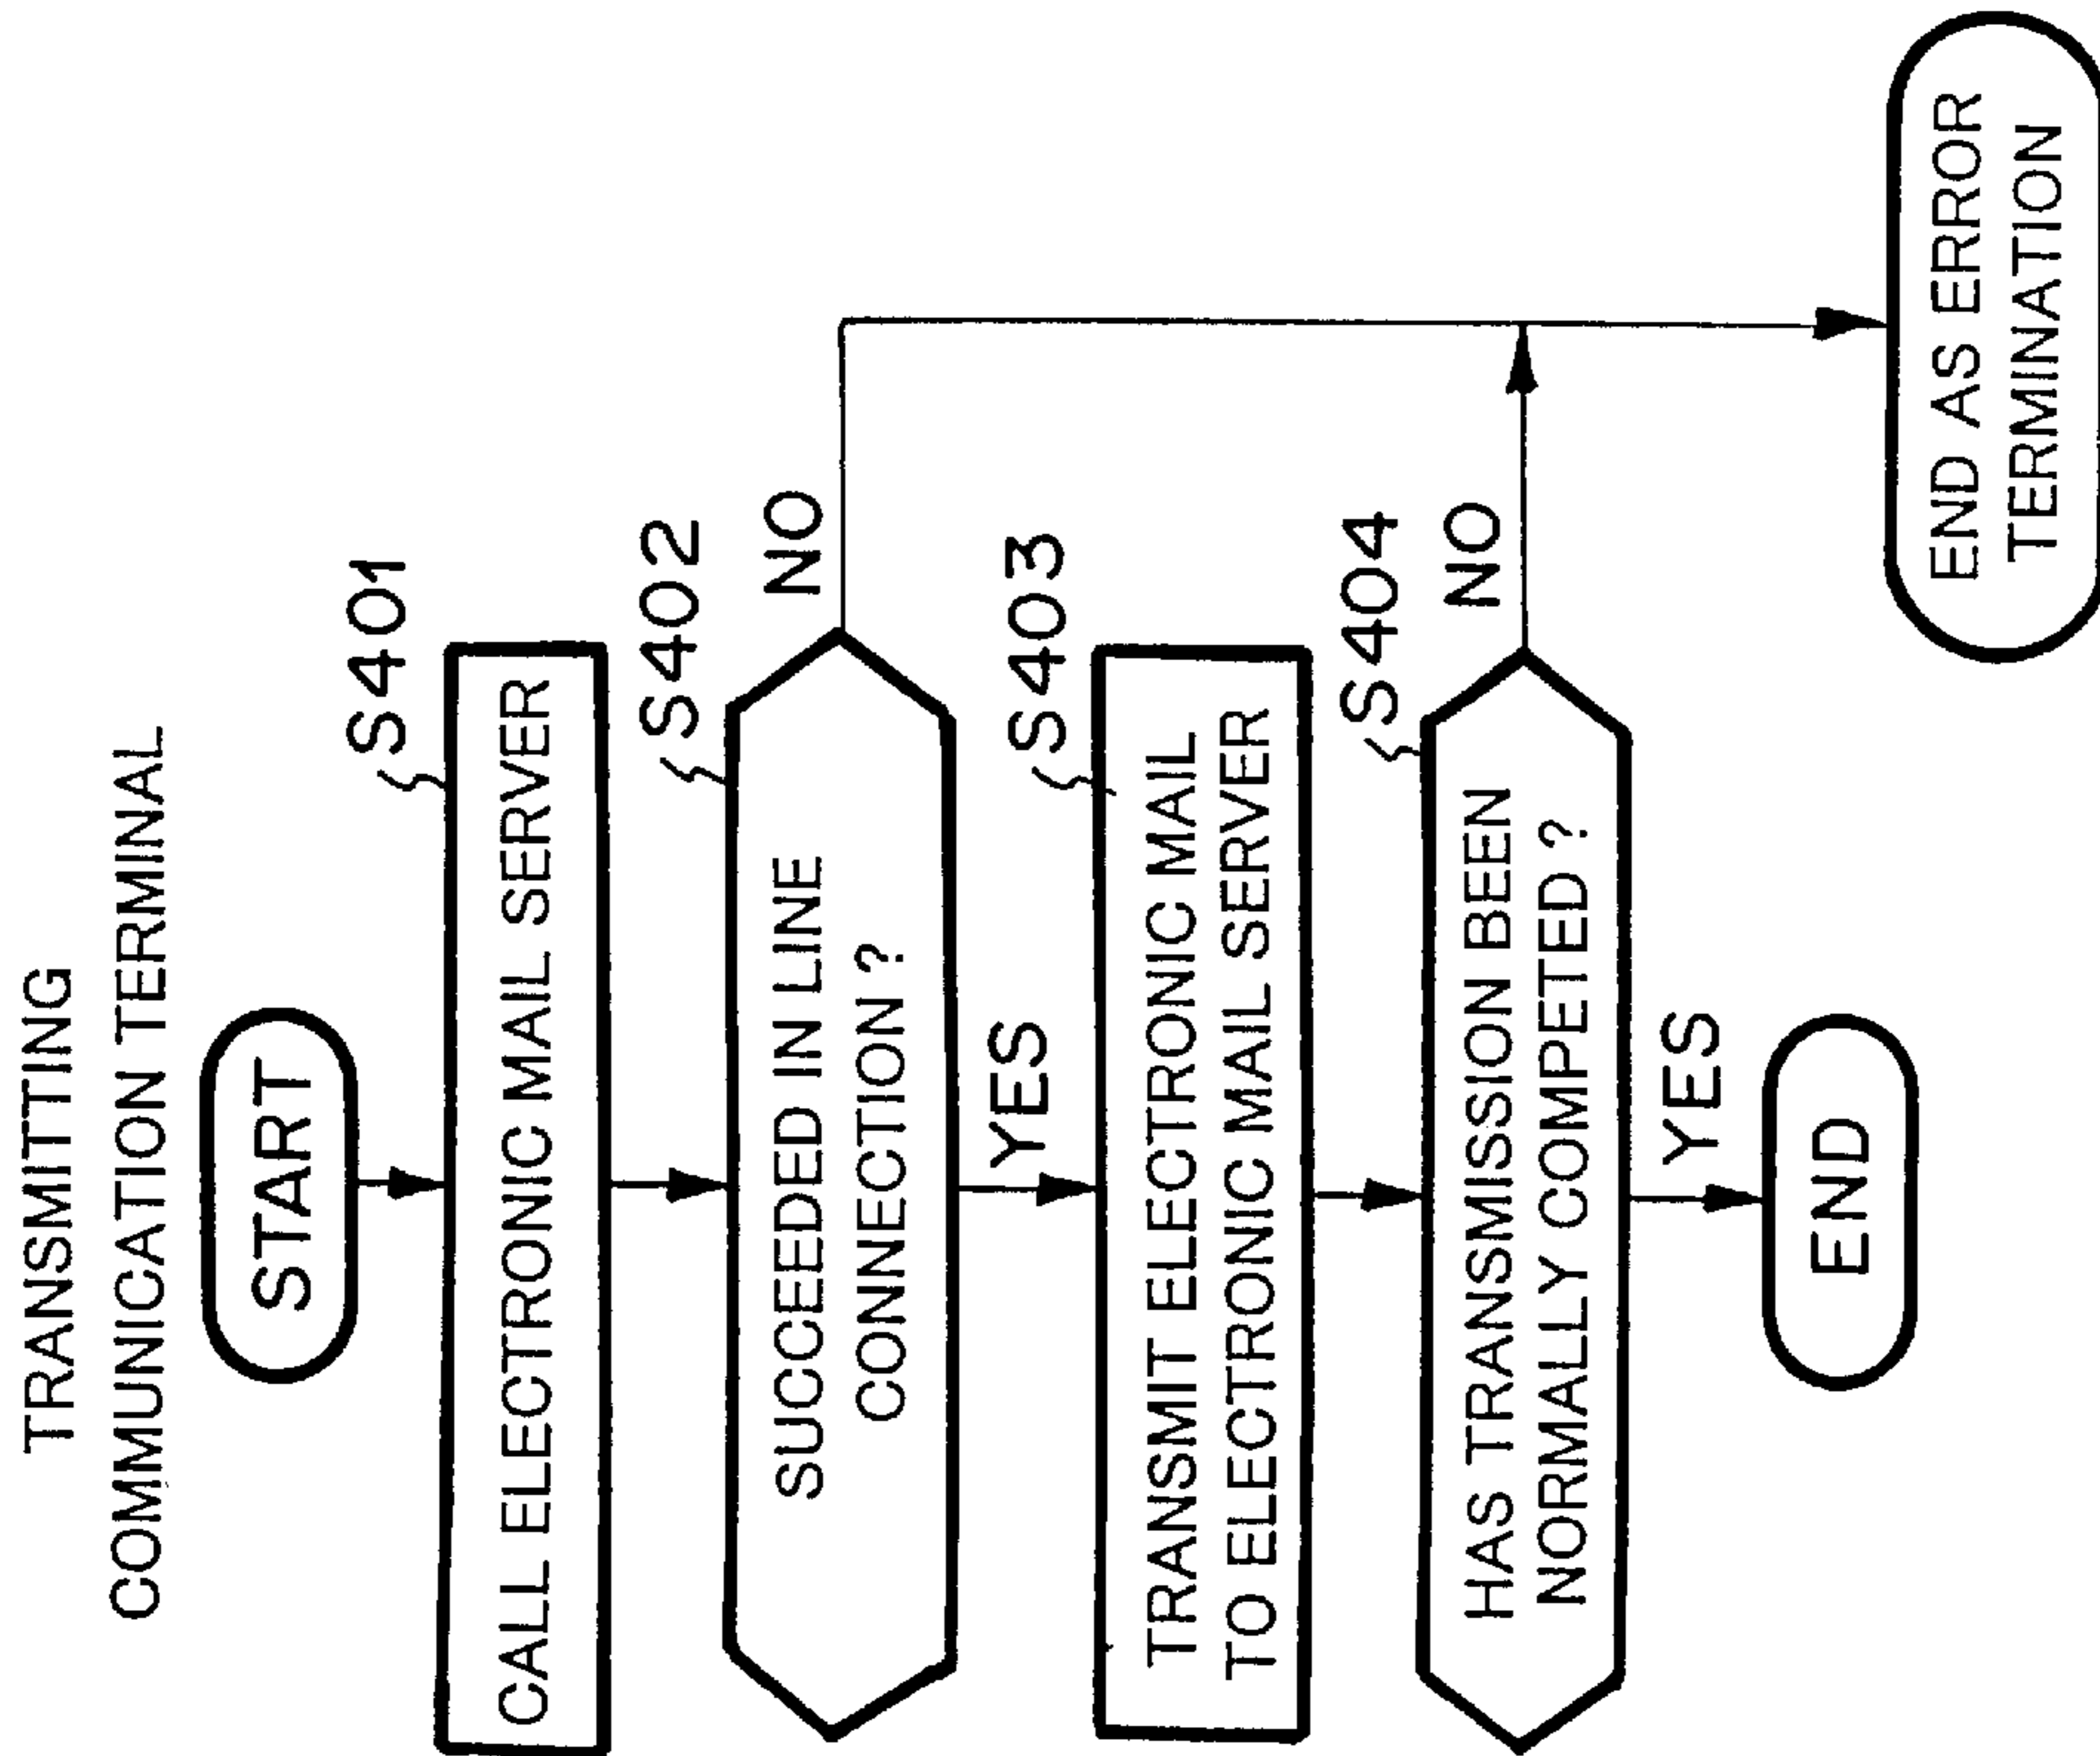 TRANSMITTING
COMMUNICATION TERMINAL
START
S401
CALL ELECTRONIC MAIL SERVER
S402
SUCCEEDED IN LINE
CONNECTION ?
NO
YES
S403
TRANSMIT ELECTRONIC MAIL
TO ELECTRONIC MAIL SERVER
S404
HAS TRANSMISSION BEEN
NORMALLY COMPETED ?
NO
YES
END
END AS ERROR
TERMINATION